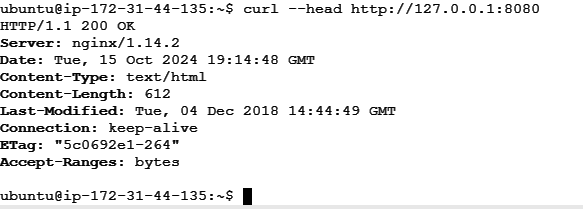 ubuntu@ip-172-31-44-135:~$ curl --head http://127.0.0.1:8080
HTTP/1.1 200 OK
Server: nginx/1.14.2
Date: Tue, 15 Oct 2024 19:14:48 GMT
Content-Type: text/html
Content-Length: 612
Last-Modified: Tue, 04 Dec 2018 14:44:49 GMT
Connection: keep-alive
ETag: "5c0692e1-264"
Accept-Ranges: bytes
ubuntu@ip-172-31-44-135:~$